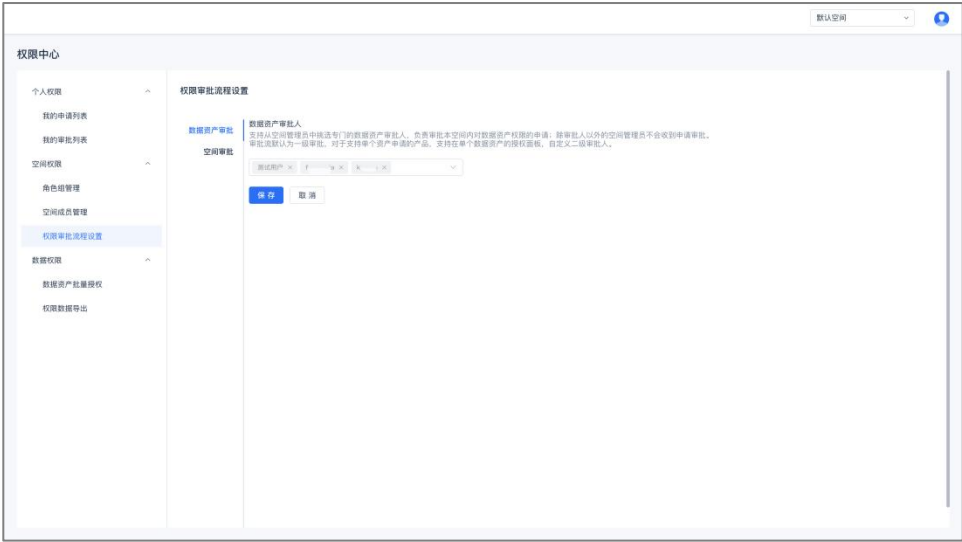 默认空间
权限中心
个人权限
我的申请列表
我的审批列表
空间权限
角色组管理
空间成员管理
权限审批流程设置
数据权限
数据资产批量授权
权限数据导出
权限审批流程设置
数据资产审批
空间审批
数据资产审批人
支持从空间管理员中挑选专门的数据资产审批人，负责审批本空间内对数据资产权限的申请；除审批人以外的空间管理员不会收到申请审批。
审批流默认为一级审批，对于支持单个资产申请的产品，支持在单个数据资产的授权面板，自定义二级审批人。
测试用户 ×
保存 取消